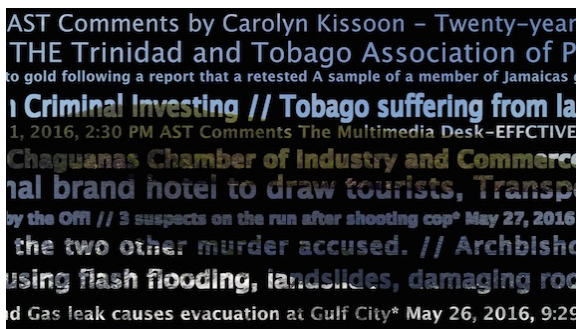 AST Comments by Carolyn Kissoon – Twenty-year
THE Trinidad and Tobago Association of P
to gold following a report that a retested A sample of a member of Jamaicas g
n Criminal Investing // Tobago suffering from la
1, 2016, 2:30 PM AST Comments The Multimedia Desk-EFFCTIVE
Chaguanas Chamber of Industry and Commerce
nal brand hotel to draw tourists, Transpo
by the Offi // 3 suspects on the run after shooting cop* May 27, 2016
the two other murder accused. // Archbisho
using flash flooding, landslides, damaging roo
nd Gas leak causes evacuation at Gulf City* May 26, 2016, 9:29